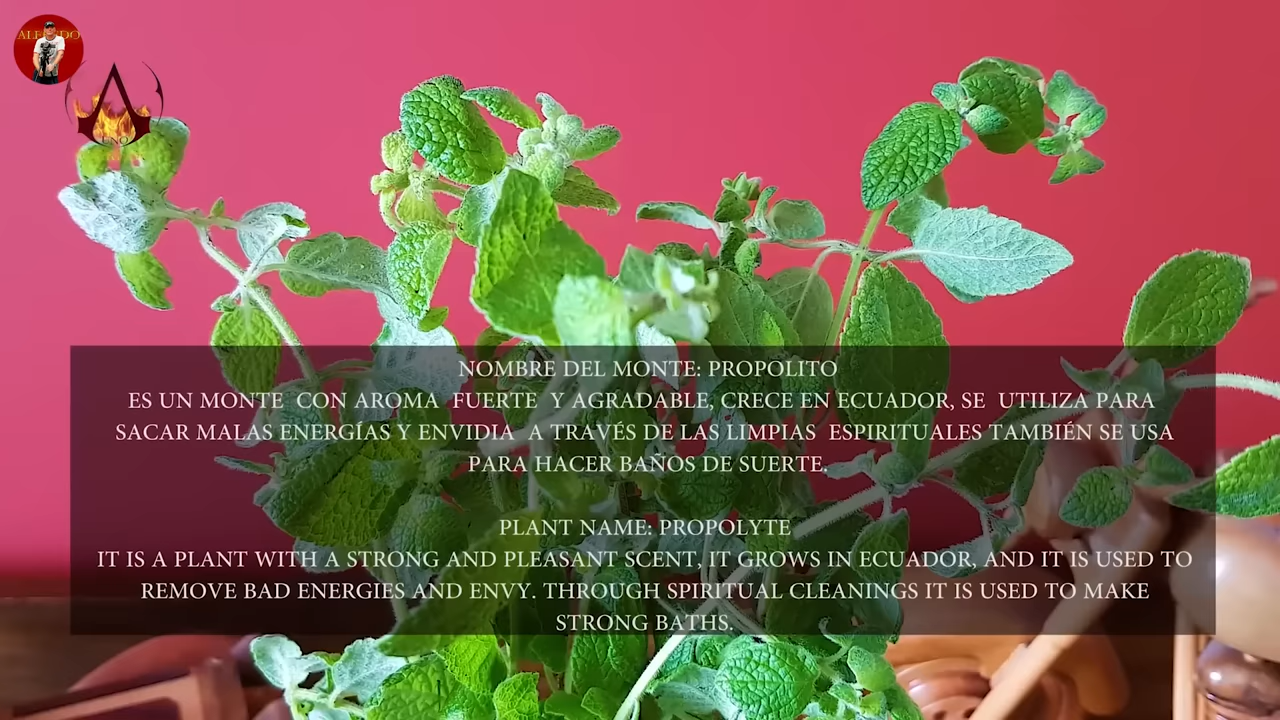 UNO
NOMBRE DEL MONTE: PROPOLITO
ES UN MONTE CON AROMA FUERTE Y AGRADABLE, CRECE EN ECUADOR, SE UTILIZA PARA
SACAR MALAS ENERGÍAS Y ENVIDIA A TRAVÉS DE LAS LIMPIAS ESPIRITUALES TAMBIÉN SE USA
PARA HACER BAÑOS DE SUERTE.
PLANT NAME: PROPOLYTE
IT IS A PLANT WITH A STRONG AND PLEASANT SCENT, IT GROWS IN ECUADOR, AND IT IS USED TO
REMOVE BAD ENERGIES AND ENVY. THROUGH SPIRITUAL CLEANINGS IT IS USED TO MAKE
STRONG BATHS.